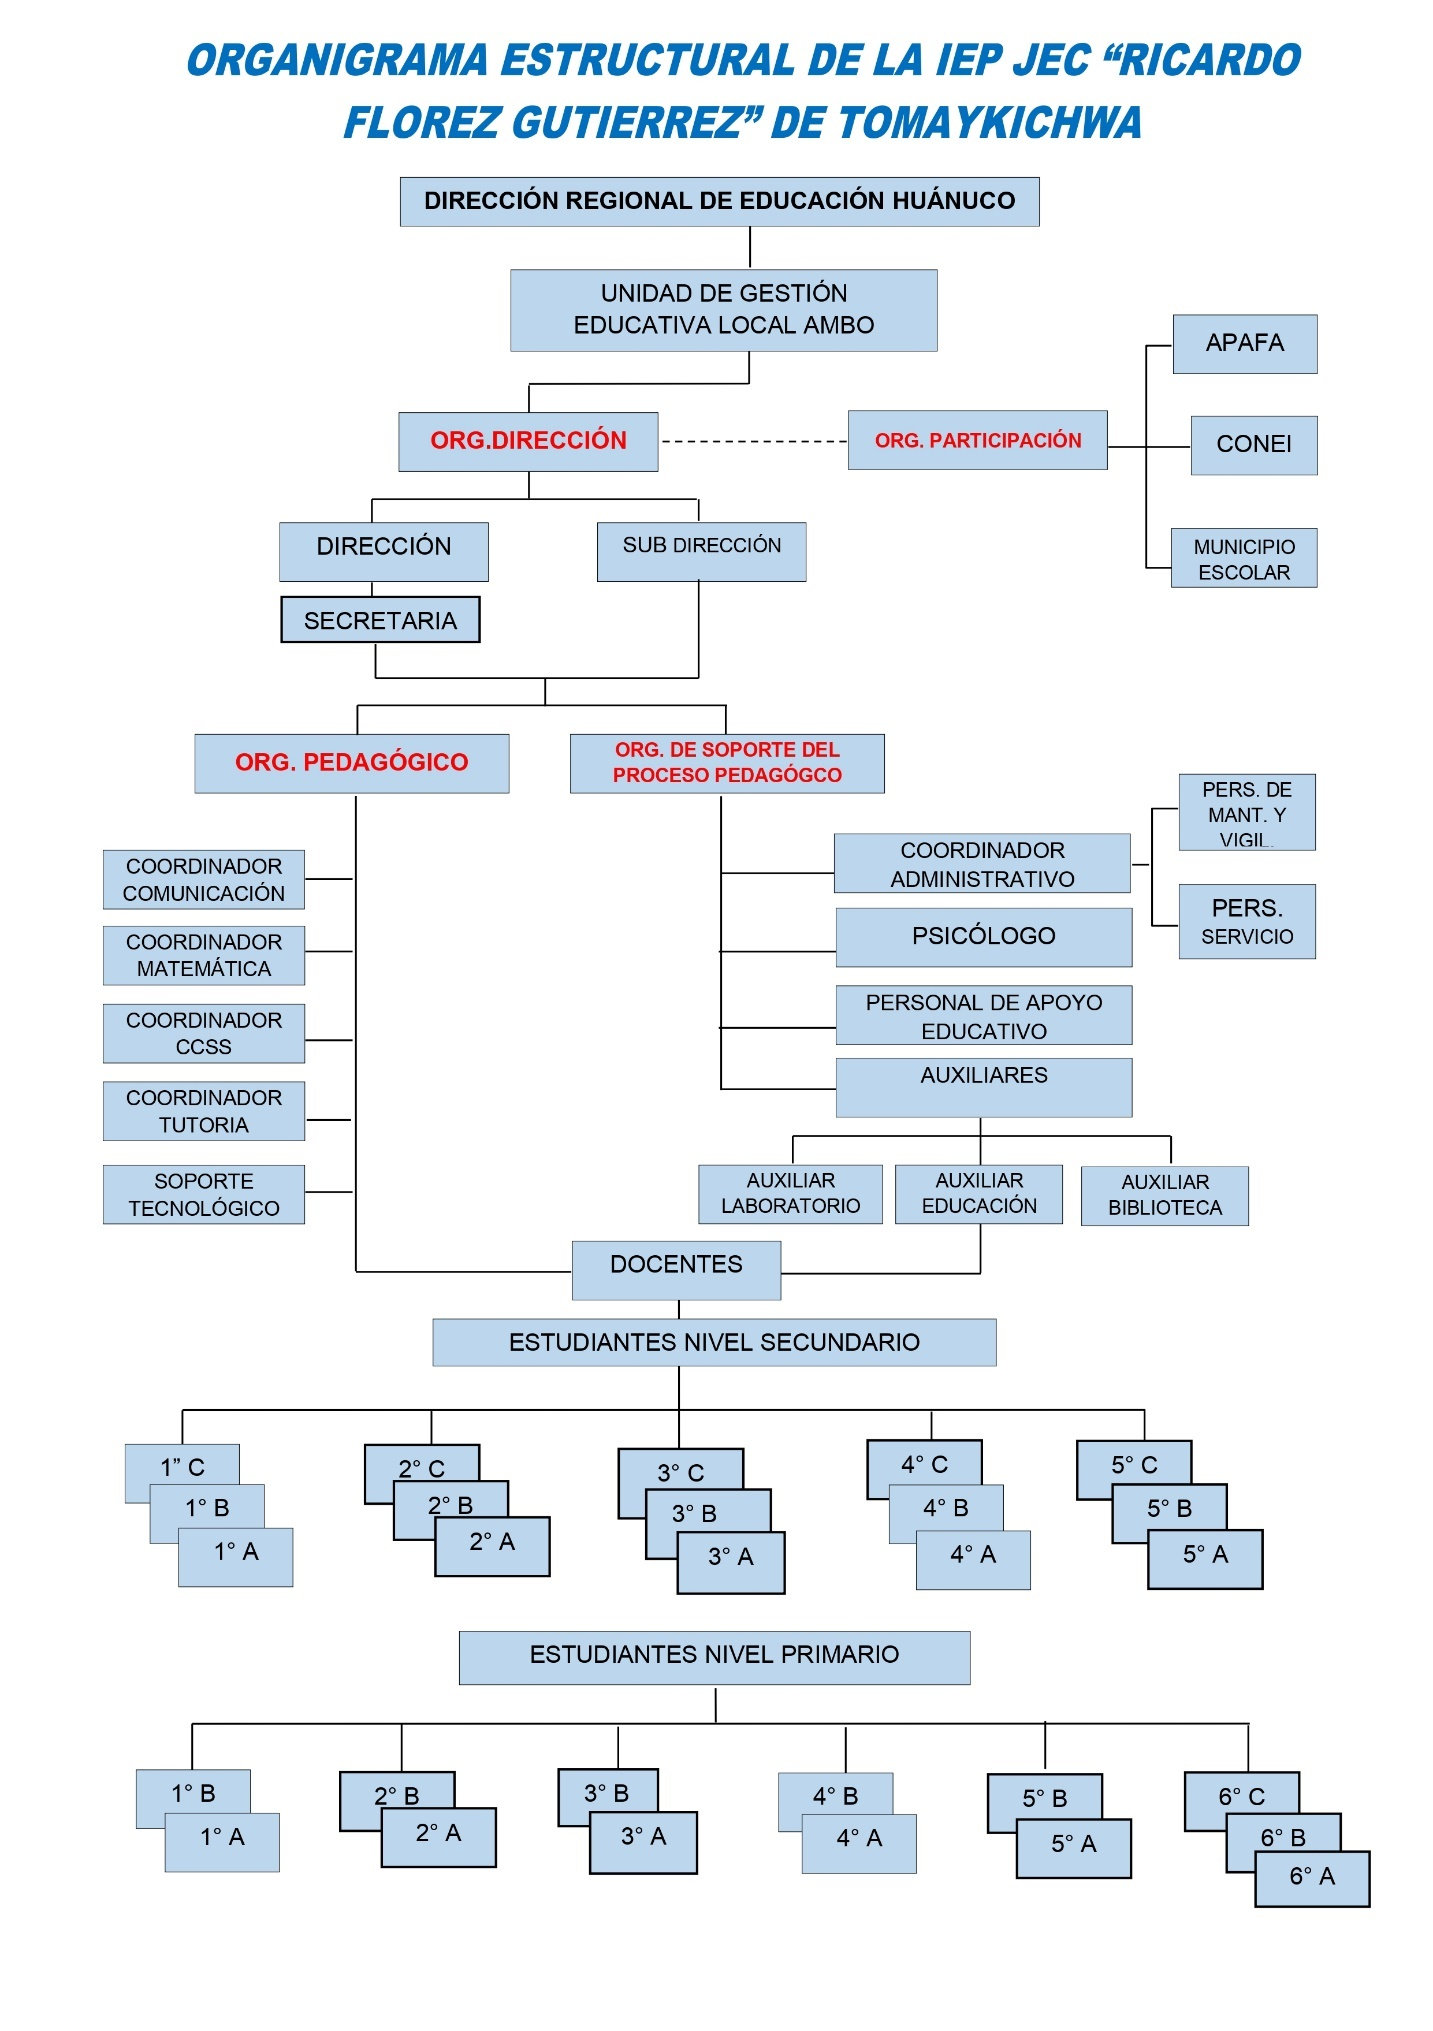 ORGANIGRAMA ESTRUCTURAL DE LA IEP JEC “RICARDO
FLOREZ GUTIERREZ” DE TOMAYKICHWA
DIRECCIÓN REGIONAL DE EDUCACIÓN HUÁNUCO
UNIDAD DE GESTIÓN
EDUCATIVA LOCAL AMBO
APAFA
ORG.DIRECCIÓN
ORG. PARTICIPACIÓN
CONEI
DIRECCIÓN
SUB DIRECCIÓN
MUNICIPIO
ESCOLAR
SECRETARIA
ORG. PEDAGÓGICO
ORG. DE SOPORTE DEL
PROCESO PEDAGÓGCO
PERS. DE
MANT. Y
VIGIL.
COORDINADOR
ADMINISTRATIVO
COORDINADOR
COMUNICACIÓN
PERS.
SERVICIO
PSICÓLOGO
COORDINADOR
MATEMÁTICA
PERSONAL DE APOYO
EDUCATIVO
COORDINADOR
CCSS
AUXILIARES
COORDINADOR
TUTORIA
SOPORTE
TECNOLÓGICO
AUXILIAR
LABORATORIO
AUXILIAR
EDUCACIÓN
AUXILIAR
BIBLIOTECA
DOCENTES
ESTUDIANTES NIVEL SECUNDARIO
1” C
1° B
1° A
2° C
2° B
2° A
3° C
3° B
3° A
4° C
4° B
4° A
5° C
5° B
5° A
ESTUDIANTES NIVEL PRIMARIO
1° B
1° A
2° B
2° A
3° B
3° A
4° B
4° A
5° B
5° A
6° C
6° B
6° A